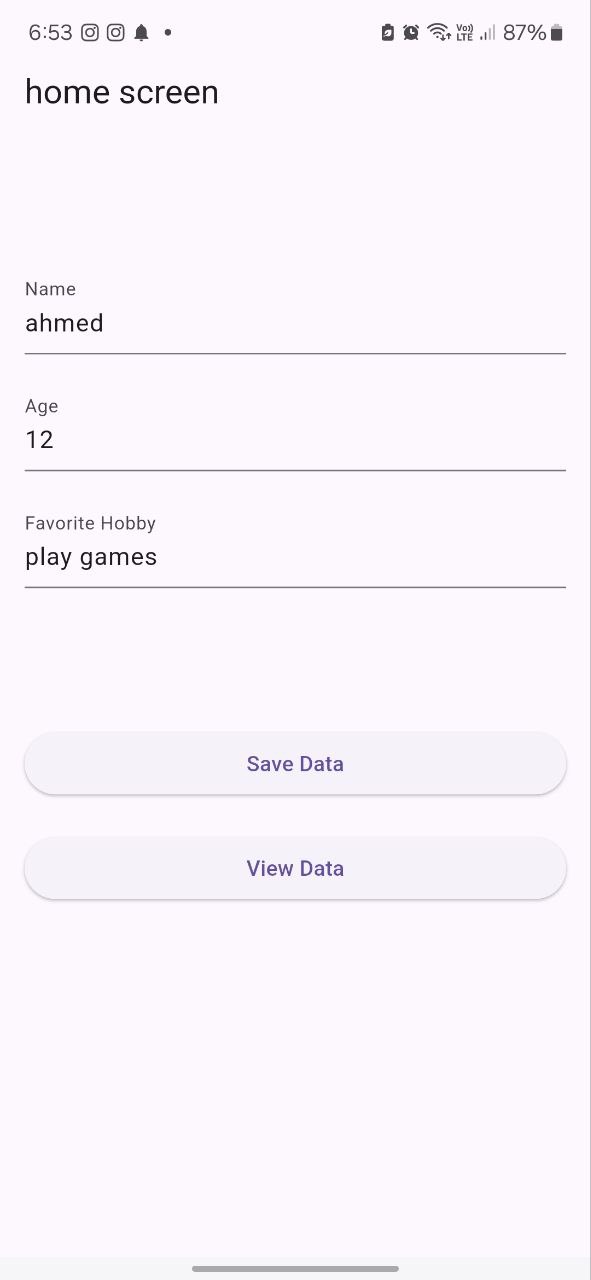 6:53 87%
Vo))
LTE
home screen
Name
ahmed
Age
12
Favorite Hobby
play games
Save Data
View Data